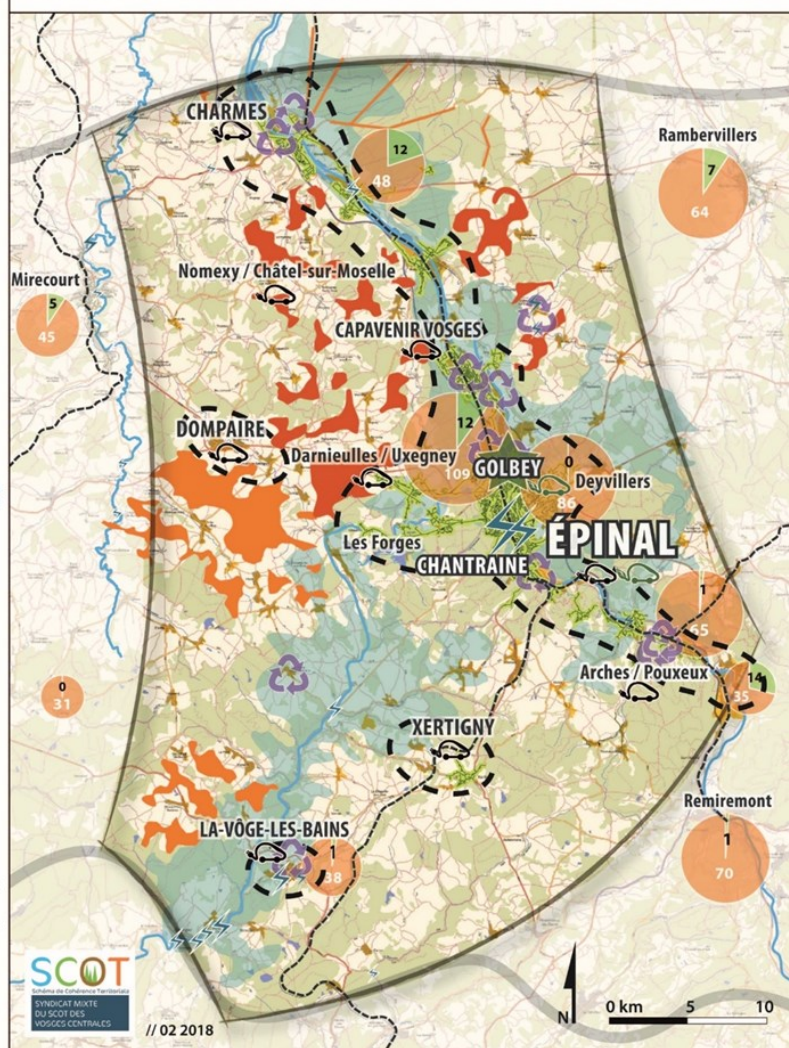 CHARMES
12
48
Rambervillers
7
64
Nomexy / Châtel-sur-Moselle
Mirecourt
5
45
CAPAVENIR VOSGES
DOMPAIRE
12
109
Darnieulles / Uxegney
GOLBEY
0
Deyvillers
86
Les Forges
ÉPINAL
CHANTRAINE
1
65
Arches / Pouxeux
14
35
0
31
XERTIGNY
LA-VÔGE-LES-BAINS
1
38
Remiremont
1
70
SCOT
Schéma de Cohérence Territoriale
SYNDICAT MIXTE
DU SCOT DES
VOSGES CENTRALES
// 02 2018
N
0 km 5 10